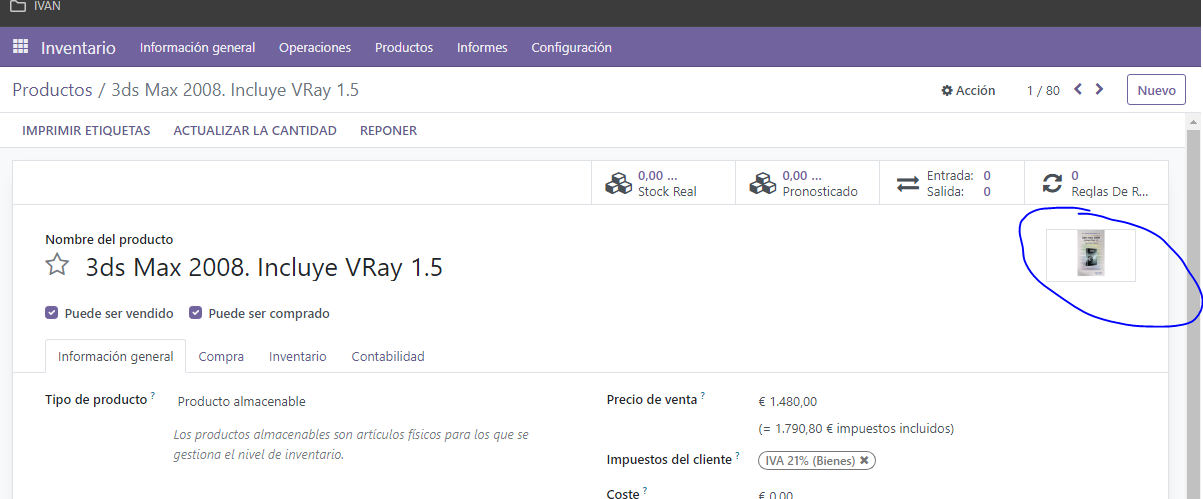 IVAN
Inventario Información general Operaciones Productos Informes Configuración
Productos / 3ds Max 2008. Incluye VRay 1.5 Acción 1 / 80 Nuevo
IMPRIMIR ETIQUETAS ACTUALIZAR LA CANTIDAD REPONER
0,00 ... 0,00 ... Entrada: 0 0
Stock Real Pronosticado Salida: 0 Reglas De R...
Nombre del producto
3ds Max 2008. Incluye VRay 1.5
Puede ser vendido Puede ser comprado
Información general Compra Inventario Contabilidad
Tipo de producto ? Producto almacenable Precio de venta ? € 1.480,00
Los productos almacenables son artículos físicos para los que se (= 1.790,80 € impuestos incluidos)
gestiona el nivel de inventario. Impuestos del cliente ? IVA 21% (Bienes) ✖
Coste ? € 0,00